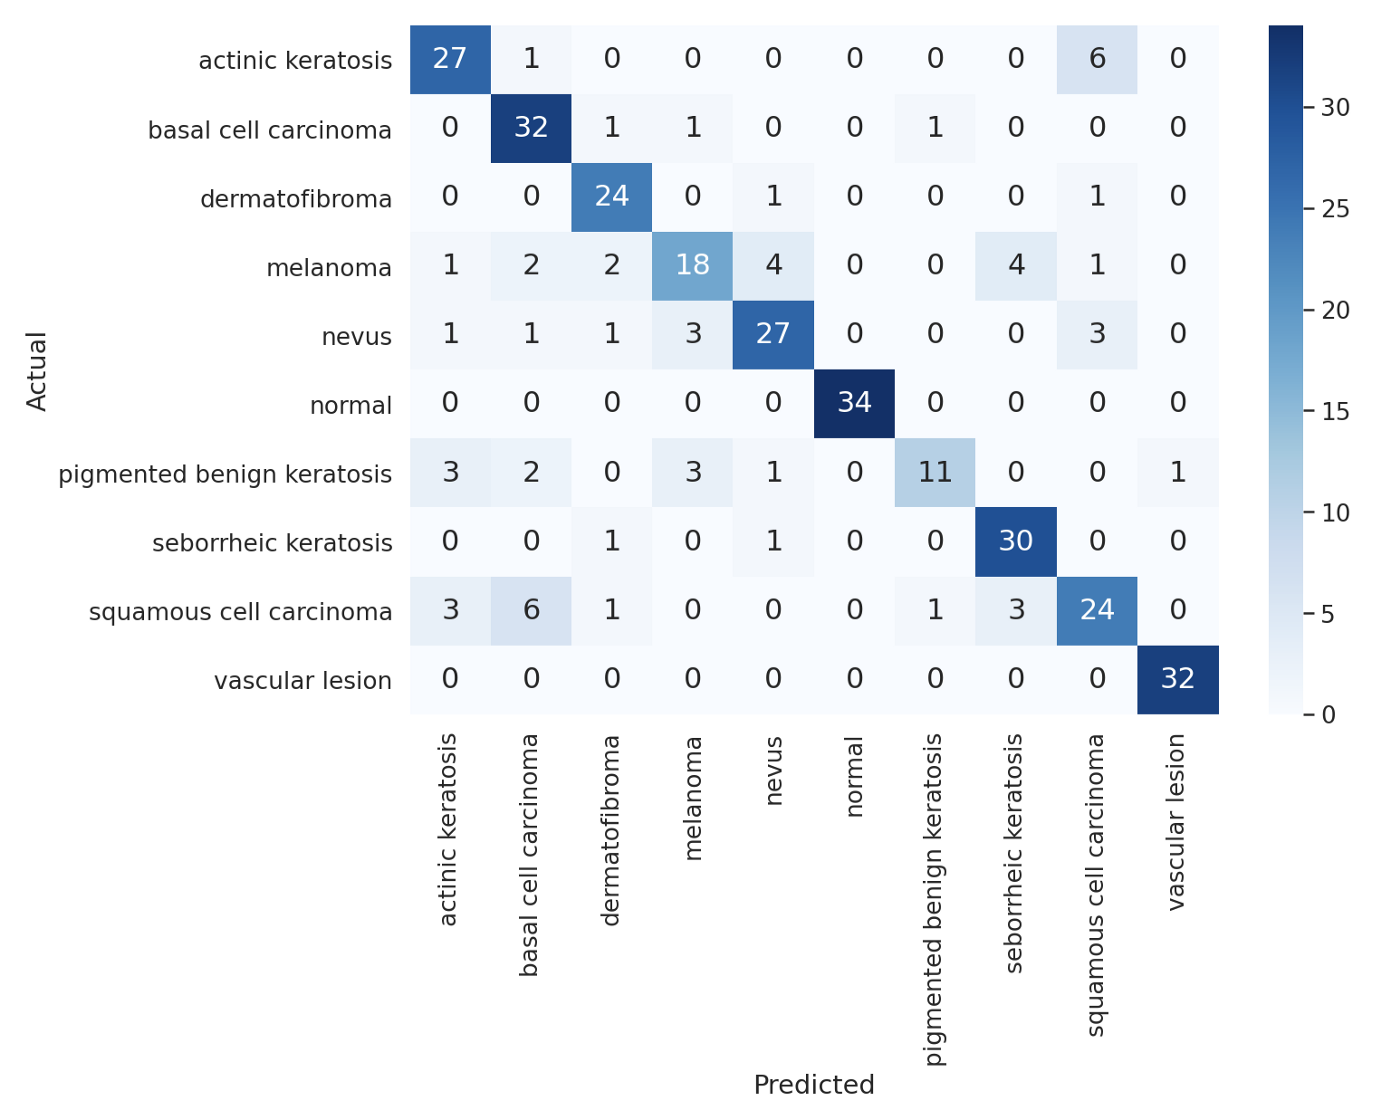 actinic keratosis 27 1 0 0 0 0 0 0 6 0
basal cell carcinoma 0 32 1 1 0 0 1 0 0 0
dermatofibroma 0 0 24 0 1 0 0 0 1 0
melanoma 1 2 2 18 4 0 0 4 1 0
nevus 1 1 1 3 27 0 0 0 3 0
normal 0 0 0 0 0 34 0 0 0 0
pigmented benign keratosis 3 2 0 3 1 0 11 0 0 1
seborrheic keratosis 0 0 1 0 1 0 0 30 0 0
squamous cell carcinoma 3 6 1 0 0 0 1 3 24 0
vascular lesion 0 0 0 0 0 0 0 0 0 32
Actual
actinic keratosis
basal cell carcinoma
dermatofibroma
melanoma
nevus
normal
pigmented benign keratosis
seborrheic keratosis
squamous cell carcinoma
vascular lesion
Predicted
30
25
20
15
10
5
0